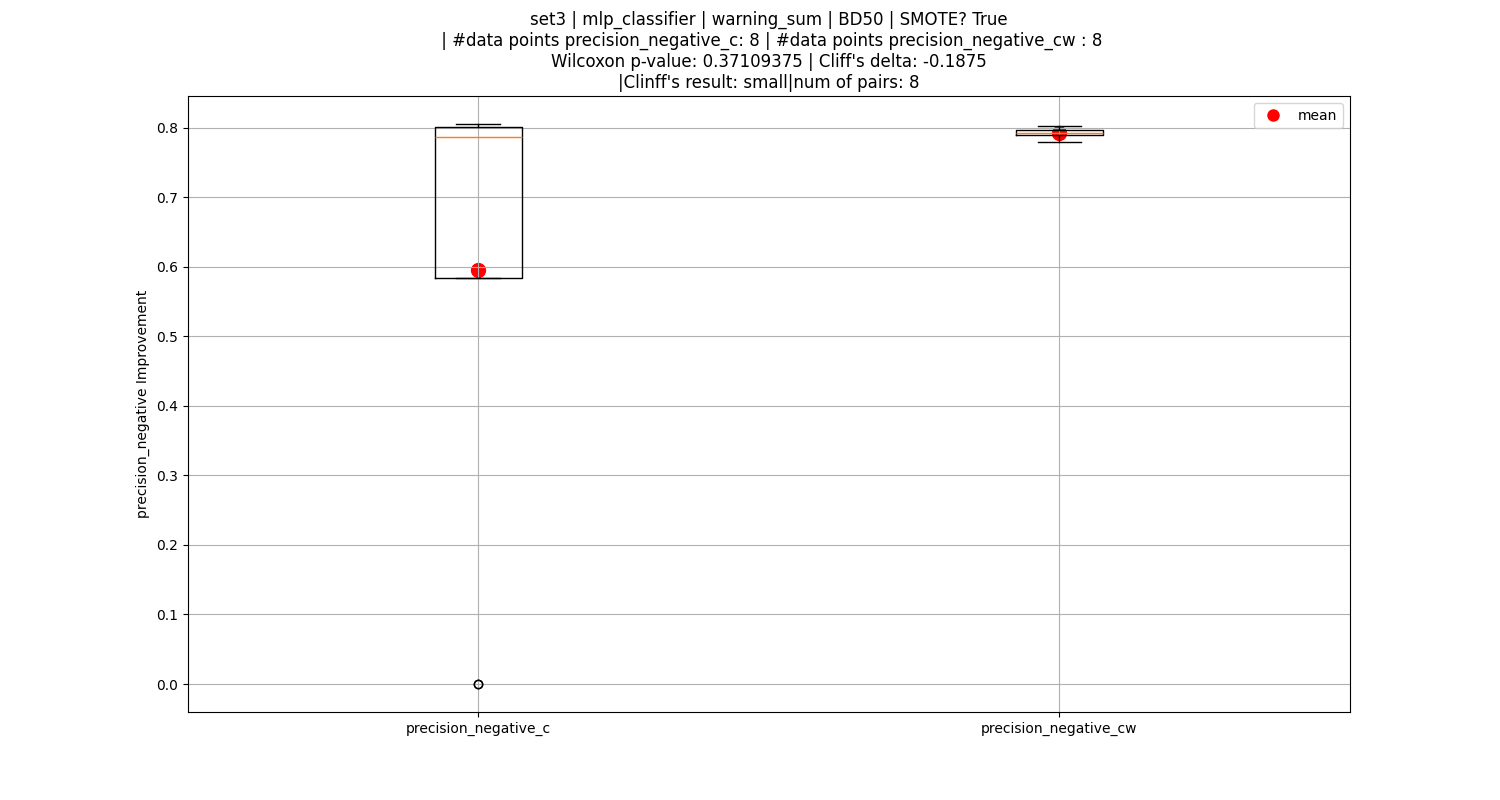 set3 | mlp_classifier | warning_sum | BD50 | SMOTE? True
| #data points precision_negative_c: 8 | #data points precision_negative_cw : 8
Wilcoxon p-value: 0.37109375 | Cliff's delta: -0.1875
|Clinff's result: small|num of pairs: 8
mean
0.8
0.7
0.6
0.5
0.4
0.3
0.2
0.1
0.0
precision_negative Improvement
precision_negative_c
precision_negative_cw